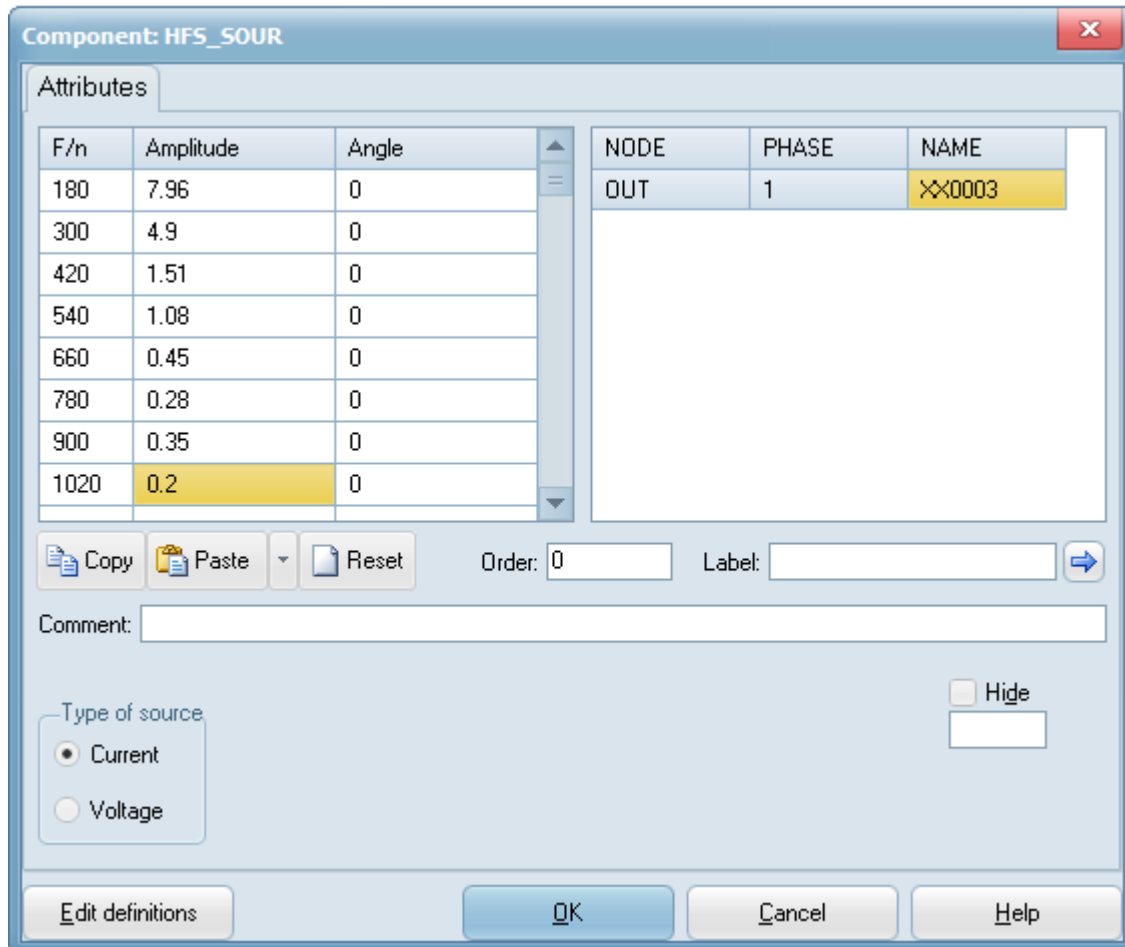 Component: HFS_SOUR
Attributes
F/n Amplitude Angle
180 7.96 0
300 4.9 0
420 1.51 0
540 1.08 0
660 0.45 0
780 0.28 0
900 0.35 0
1020 0.2 0
NODE PHASE NAME
OUT 1 XX0003
Copy Paste Reset Order: 0 Label:
Comment:
Type of source
Current
Voltage
Hide
Edit definitions OK Cancel Help